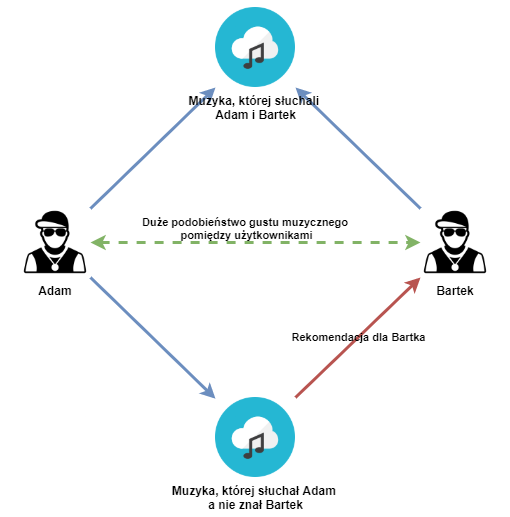 Muzyka, której słuchali
Adam i Bartek
Duże podobieństwo gustu muzycznego
pomiędzy użytkownikami
Adam
Bartek
Rekomendacja dla Bartka
Muzyka, której słuchał Adam
a nie znał Bartek